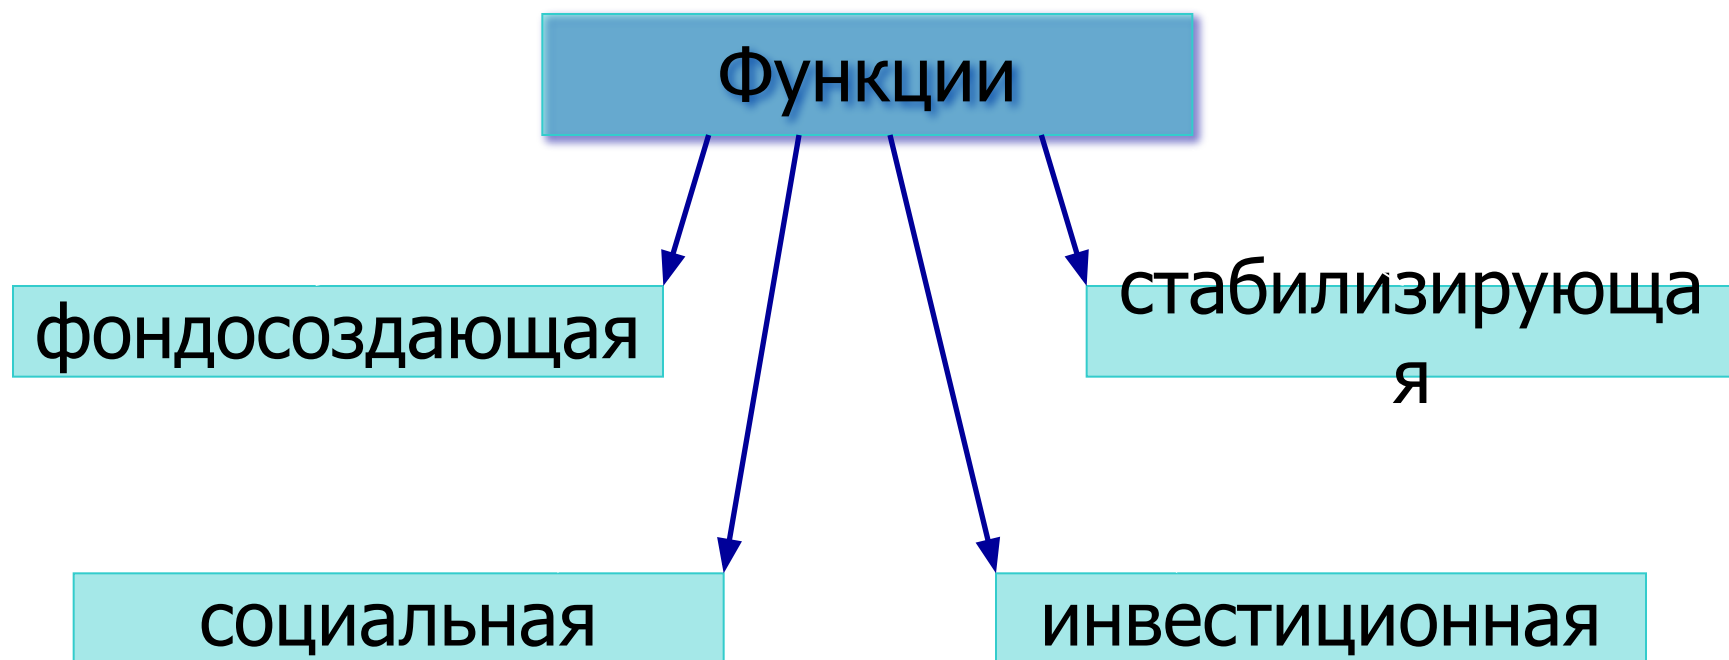 Функции
фондосоздающая
стабилизирующа
я
социальная
инвестиционная